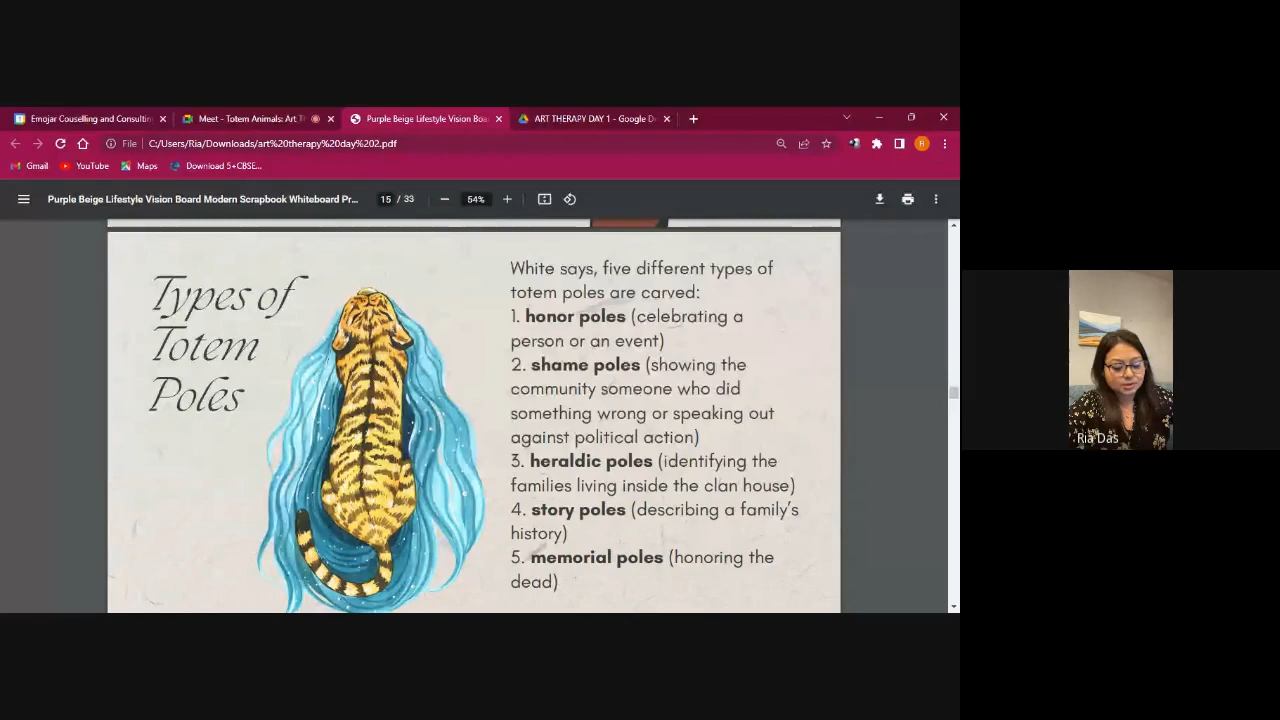 Emojar Couselling and Consultin
Meet - Totem Animals: Art T
Purple Beige Lifestyle Vision Boa
ART THERAPY DAY 1 - Google D
File C:/Users/Ria/Downloads/art%20therapy%20day%202.pdf
R
Gmail YouTube Maps Download 5+CBSE...
Purple Beige Lifestyle Vision Board Modern Scrapbook Whiteboard Pr... 15 / 33 54%
Types of
Totem
Poles
White says, five different types of
totem poles are carved:
1. honor poles (celebrating a
person or an event)
2. shame poles (showing the
community someone who did
something wrong or speaking out
against political action)
3. heraldic poles (identifying the
families living inside the clan house)
4. story poles (describing a family's
history)
5. memorial poles (honoring the
dead)
Ria Das